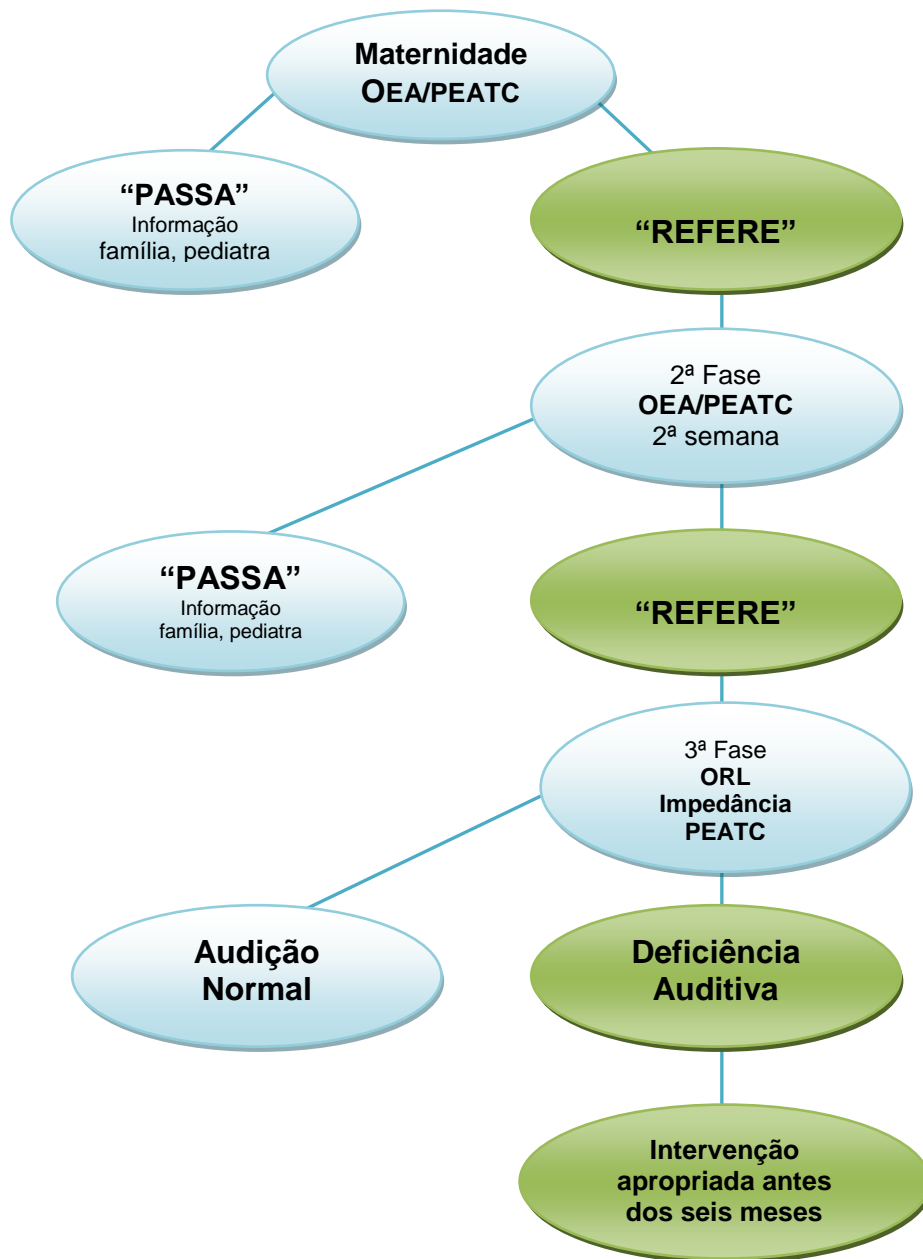 Maternidade
OEA/PEATC
“PASSA”
Informação
família, pediatra
“REFERE”
2ª Fase
OEA/PEATC
2ª semana
“PASSA”
Informação
família, pediatra
“REFERE”
3ª Fase
ORL
Impedância
PEATC
Audição
Normal
Deficiência
Auditiva
Intervenção
apropriada antes
dos seis meses